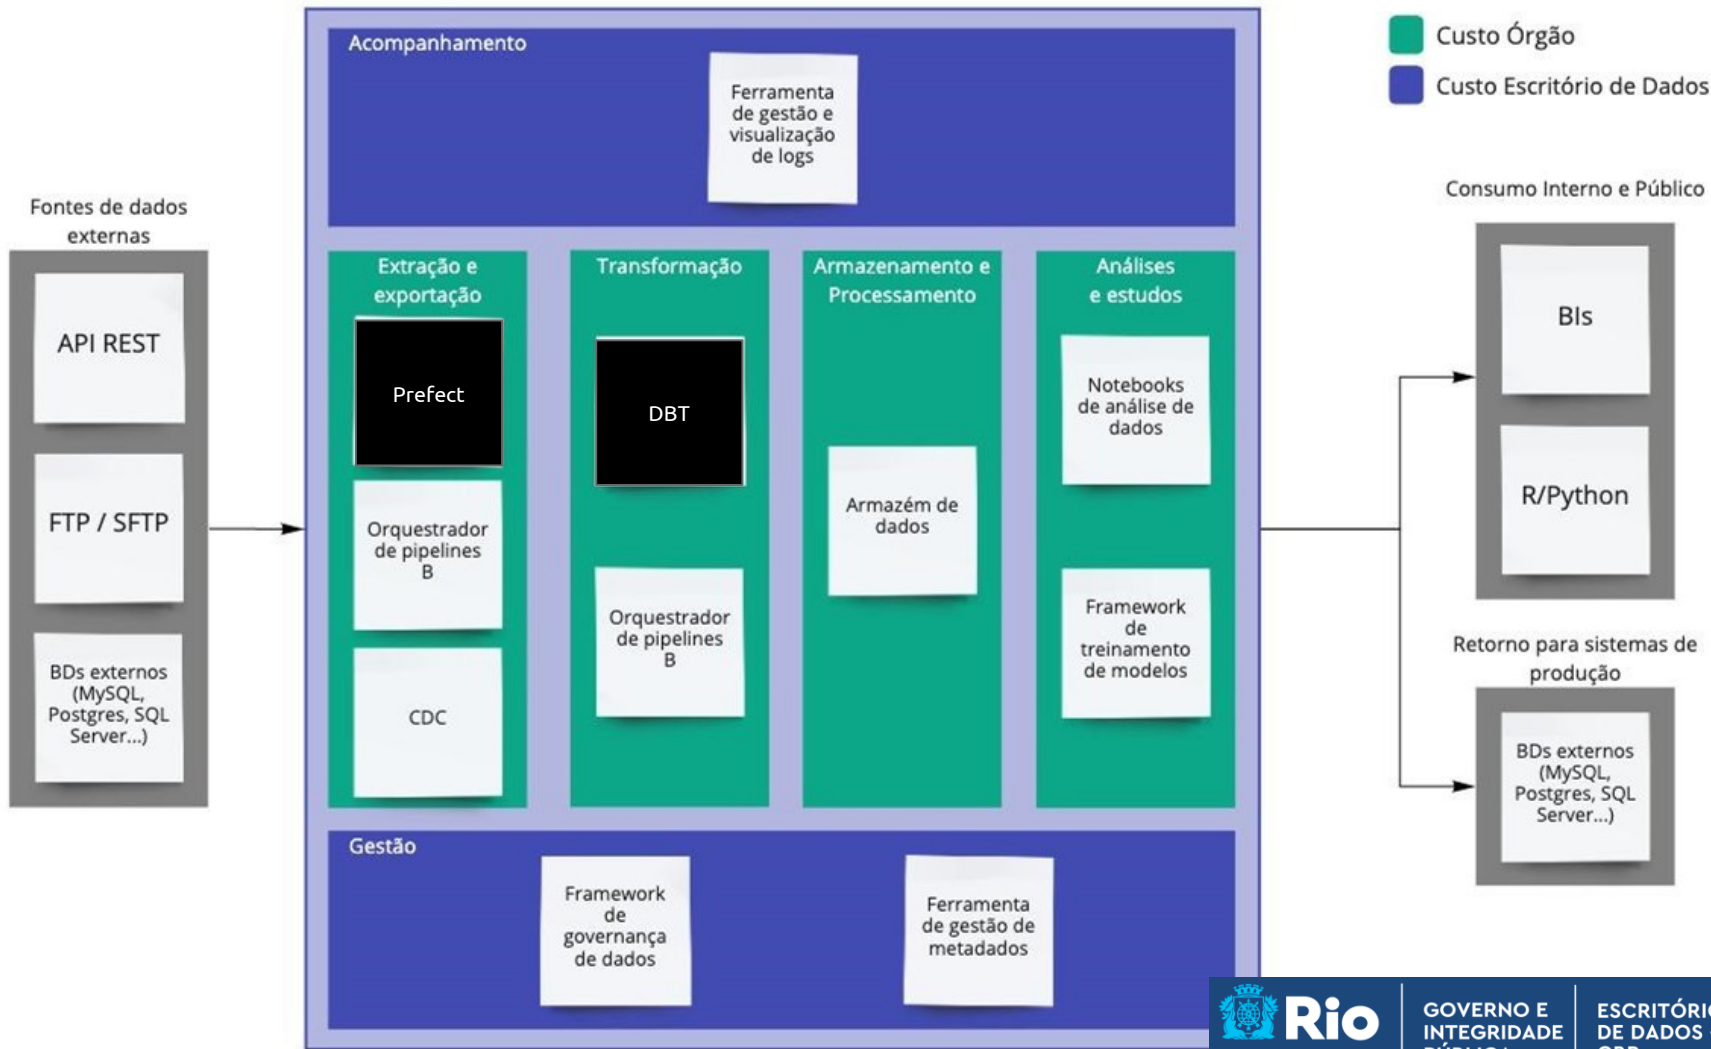 Acompanhamento
Ferramenta
de gestão e
visualização
de logs
Custo Órgão
Custo Escritório de Dados
Fontes de dados
externas
API REST
FTP / SFTP
BDs externos
(MySQL,
Postgres, SQL
Server...)
Extração e
exportação
Prefect
Orquestrador
de pipelines
B
CDC
Transformação
DBT
Orquestrador
de pipelines
B
Armazenamento e
Processamento
Armazém de
dados
Análises
e estudos
Notebooks
de análise de
dados
Framework
de
treinamento
de modelos
Consumo Interno e Público
BIs
R/Python
Retorno para sistemas de
produção
BDs externos
(MySQL,
Postgres, SQL
Server...)
Gestão
Framework
de
governança
de dados
Ferramenta
de gestão de
metadados
Rio
GOVERNO E
INTEGRIDADE
PÚBLICA
ESCRITÓRIO
DE DADOS